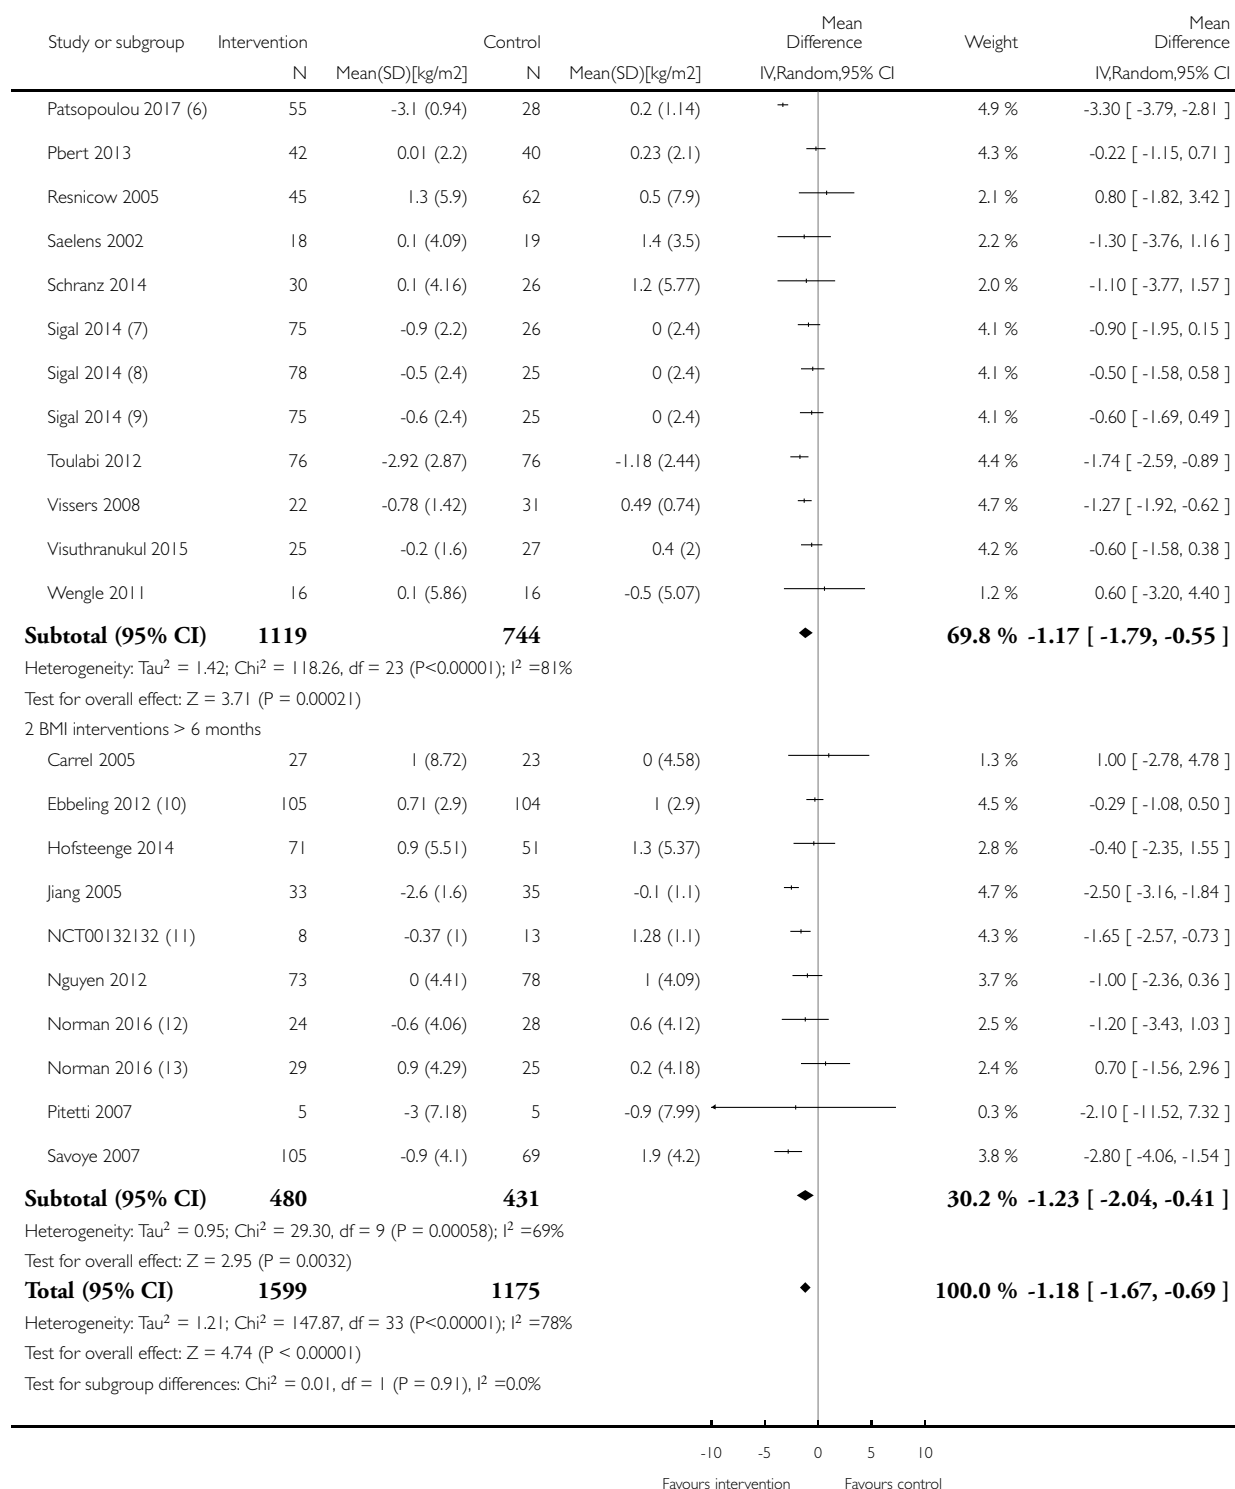 Study or subgroup Intervention Control Mean Difference Weight Mean Difference
N Mean(SD)[kg/m2] N Mean(SD)[kg/m2] IV,Random,95% CI IV,Random,95% CI
Patsopoulou 2017 (6) 55 -3.1 (0.94) 28 0.2 (1.14) 4.9 % -3.30 [ -3.79, -2.81 ]
Pbert 2013 42 0.01 (2.2) 40 0.23 (2.1) 4.3 % -0.22 [ -1.15, 0.71 ]
Resnicow 2005 45 1.3 (5.9) 62 0.5 (7.9) 2.1 % 0.80 [ -1.82, 3.42 ]
Saelens 2002 18 0.1 (4.09) 19 1.4 (3.5) 2.2 % -1.30 [ -3.76, 1.16 ]
Schranz 2014 30 0.1 (4.16) 26 1.2 (5.77) 2.0 % -1.10 [ -3.77, 1.57 ]
Sigal 2014 (7) 75 -0.9 (2.2) 26 0 (2.4) 4.1 % -0.90 [ -1.95, 0.15 ]
Sigal 2014 (8) 78 -0.5 (2.4) 25 0 (2.4) 4.1 % -0.50 [ -1.58, 0.58 ]
Sigal 2014 (9) 75 -0.6 (2.4) 25 0 (2.4) 4.1 % -0.60 [ -1.69, 0.49 ]
Toulabi 2012 76 -2.92 (2.87) 76 -1.18 (2.44) 4.4 % -1.74 [ -2.59, -0.89 ]
Vissers 2008 22 -0.78 (1.42) 31 0.49 (0.74) 4.7 % -1.27 [ -1.92, -0.62 ]
Visuthranukul 2015 25 -0.2 (1.6) 27 0.4 (2) 4.2 % -0.60 [ -1.58, 0.38 ]
Wengle 2011 16 0.1 (5.86) 16 -0.5 (5.07) 1.2 % 0.60 [ -3.20, 4.40 ]
Subtotal (95% CI) 1119 744 69.8 % -1.17 [ -1.79, -0.55 ]
Heterogeneity: Tau² = 1.42; Chi² = 118.26, df = 23 (P<0.00001); I² =81%
Test for overall effect: Z = 3.71 (P = 0.00021)
2 BMI interventions > 6 months
Carrel 2005 27 1 (8.72) 23 0 (4.58) 1.3 % 1.00 [ -2.78, 4.78 ]
Ebbeling 2012 (10) 105 0.71 (2.9) 104 1 (2.9) 4.5 % -0.29 [ -1.08, 0.50 ]
Hofsteenge 2014 71 0.9 (5.51) 51 1.3 (5.37) 2.8 % -0.40 [ -2.35, 1.55 ]
Jiang 2005 33 -2.6 (1.6) 35 -0.1 (1.1) 4.7 % -2.50 [ -3.16, -1.84 ]
NCT00132132 (11) 8 -0.37 (1) 13 1.28 (1.1) 4.3 % -1.65 [ -2.57, -0.73 ]
Nguyen 2012 73 0 (4.41) 78 1 (4.09) 3.7 % -1.00 [ -2.36, 0.36 ]
Norman 2016 (12) 24 -0.6 (4.06) 28 0.6 (4.12) 2.5 % -1.20 [ -3.43, 1.03 ]
Norman 2016 (13) 29 0.9 (4.29) 25 0.2 (4.18) 2.4 % 0.70 [ -1.56, 2.96 ]
Pitetti 2007 5 -3 (7.18) 5 -0.9 (7.99) 0.3 % -2.10 [ -11.52, 7.32 ]
Savoye 2007 105 -0.9 (4.1) 69 1.9 (4.2) 3.8 % -2.80 [ -4.06, -1.54 ]
Subtotal (95% CI) 480 431 30.2 % -1.23 [ -2.04, -0.41 ]
Heterogeneity: Tau² = 0.95; Chi² = 29.30, df = 9 (P = 0.00058); I² =69%
Test for overall effect: Z = 2.95 (P = 0.0032)
Total (95% CI) 1599 1175 100.0 % -1.18 [ -1.67, -0.69 ]
Heterogeneity: Tau² = 1.21; Chi² = 147.87, df = 33 (P<0.00001); I² =78%
Test for overall effect: Z = 4.74 (P < 0.00001)
Test for subgroup differences: Chi² = 0.01, df = 1 (P = 0.91), I² =0.0%
-10 -5 0 5 10
Favours intervention Favours control